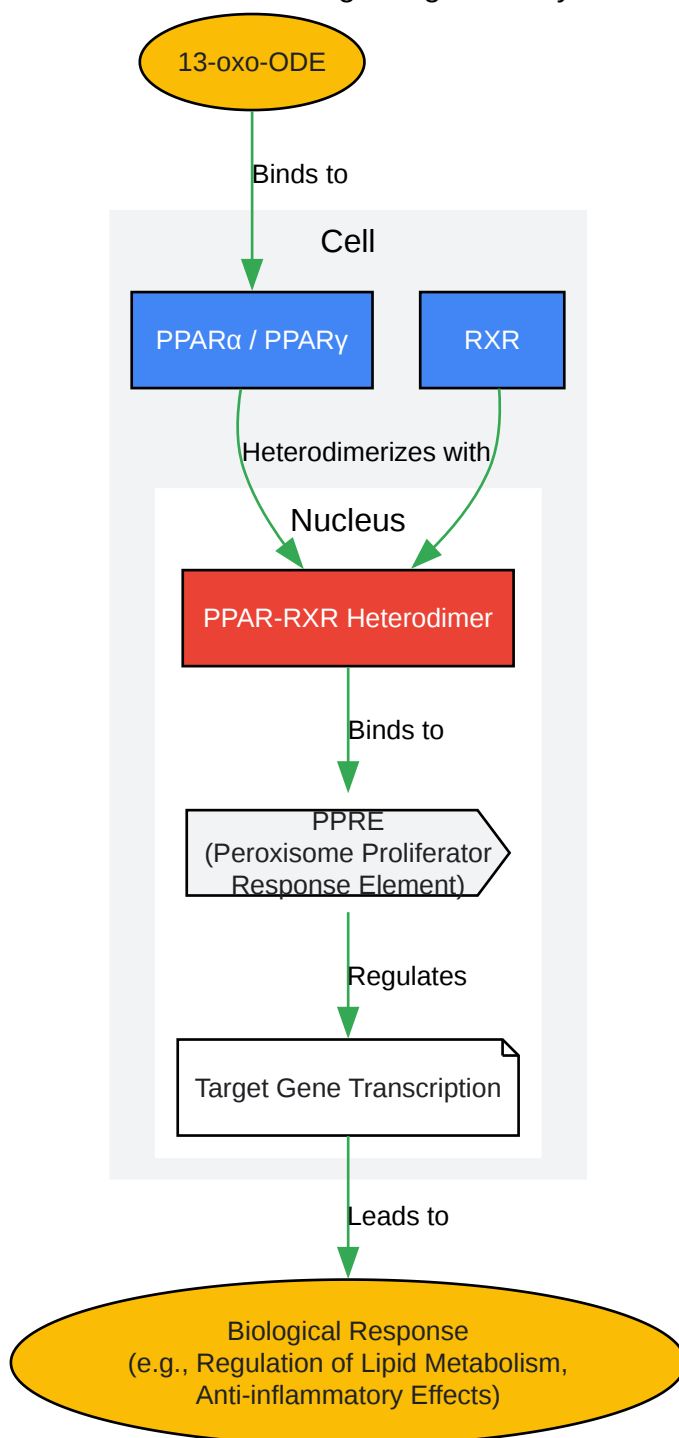 13-oxo-ODE
Binds to
Cell
PPARα / PPARγ
RXR
Heterodimerizes with
Nucleus
PPAR-RXR Heterodimer
Binds to
PPRE
(Peroxisome Proliferator
Response Element)
Regulates
Target Gene Transcription
Leads to
Biological Response
(e.g., Regulation of Lipid Metabolism,
Anti-inflammatory Effects)